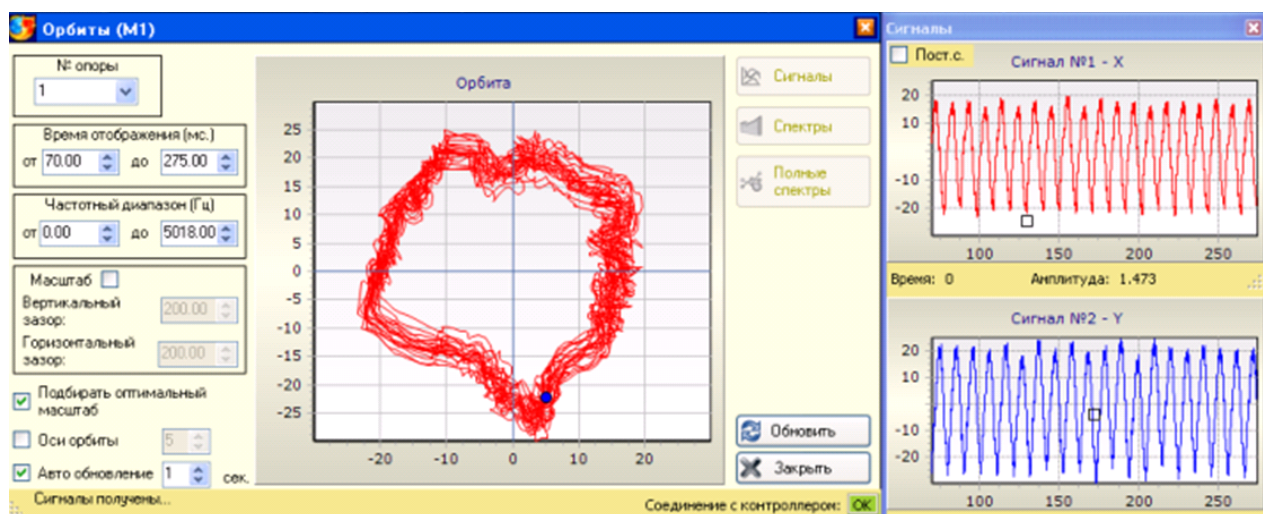 Орбиты (М1)
№ опоры
1
Время отображения (мс.)
от 70.00 до 275.00
Частотный диапазон (Гц)
от 0.00 до 5018.00
Масштаб
Вертикальный
зазор:
200.00
Горизонтальный
зазор:
200.00
Подбирать оптимальный
масштаб
Оси орбиты 5
Авто обновление 1 сек.
Сигналы получены...
Орбита
25
20
15
10
5
0
-5
-10
-15
-20
-25
-20 -10 0 10 20
Сигналы
Спектры
Полные
спектры
Обновить
Закрыть
Соединение с контроллером: OK
Сигналы
Пост.с.
Сигнал №1 - X
20
10
-10
-20
100 150 200 250
Время: 0 Амплитуда: 1.473
Сигнал №2 - Y
20
10
-10
-20
100 150 200 250